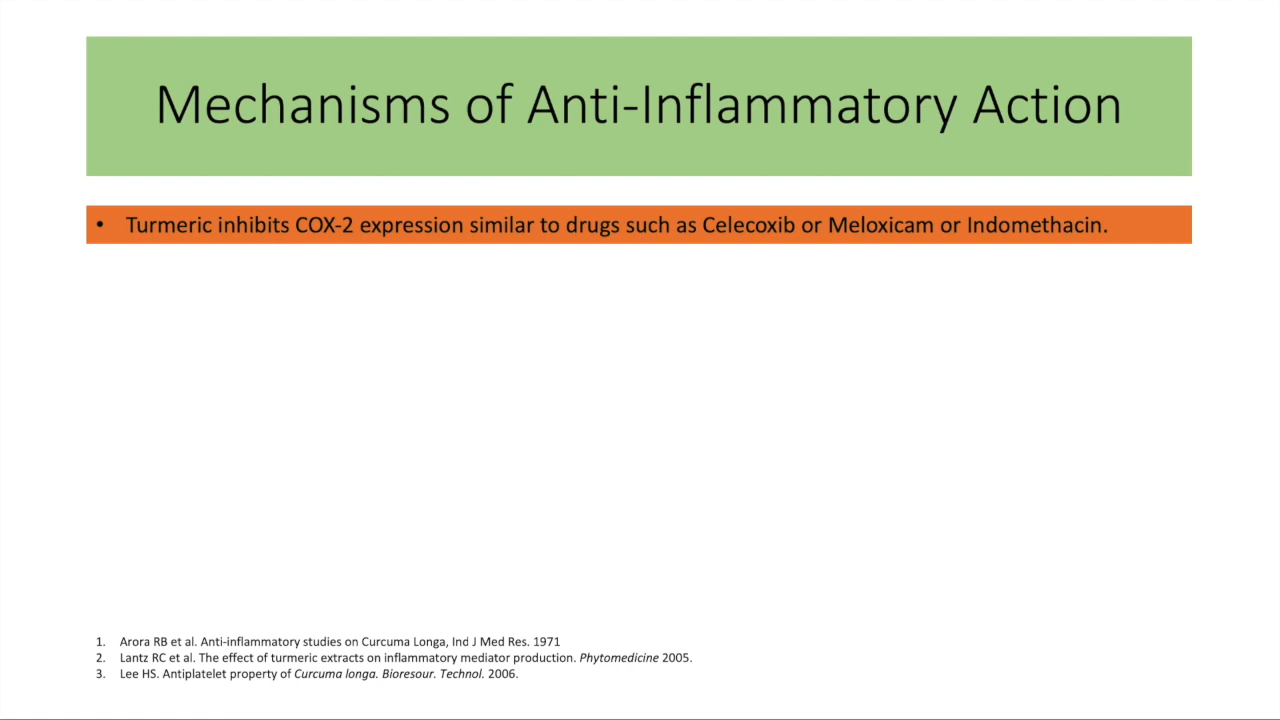 Mechanisms of Anti-Inflammatory Action
• Turmeric inhibits COX-2 expression similar to drugs such as Celecoxib or Meloxicam or Indomethacin.
1. Arora RB et al. Anti-inflammatory studies on Curcuma Longa, Ind J Med Res. 1971
2. Lantz RC et al. The effect of turmeric extracts on inflammatory mediator production. Phytomedicine 2005.
3. Lee HS. Antiplatelet property of Curcuma longa. Bioresour. Technol. 2006.